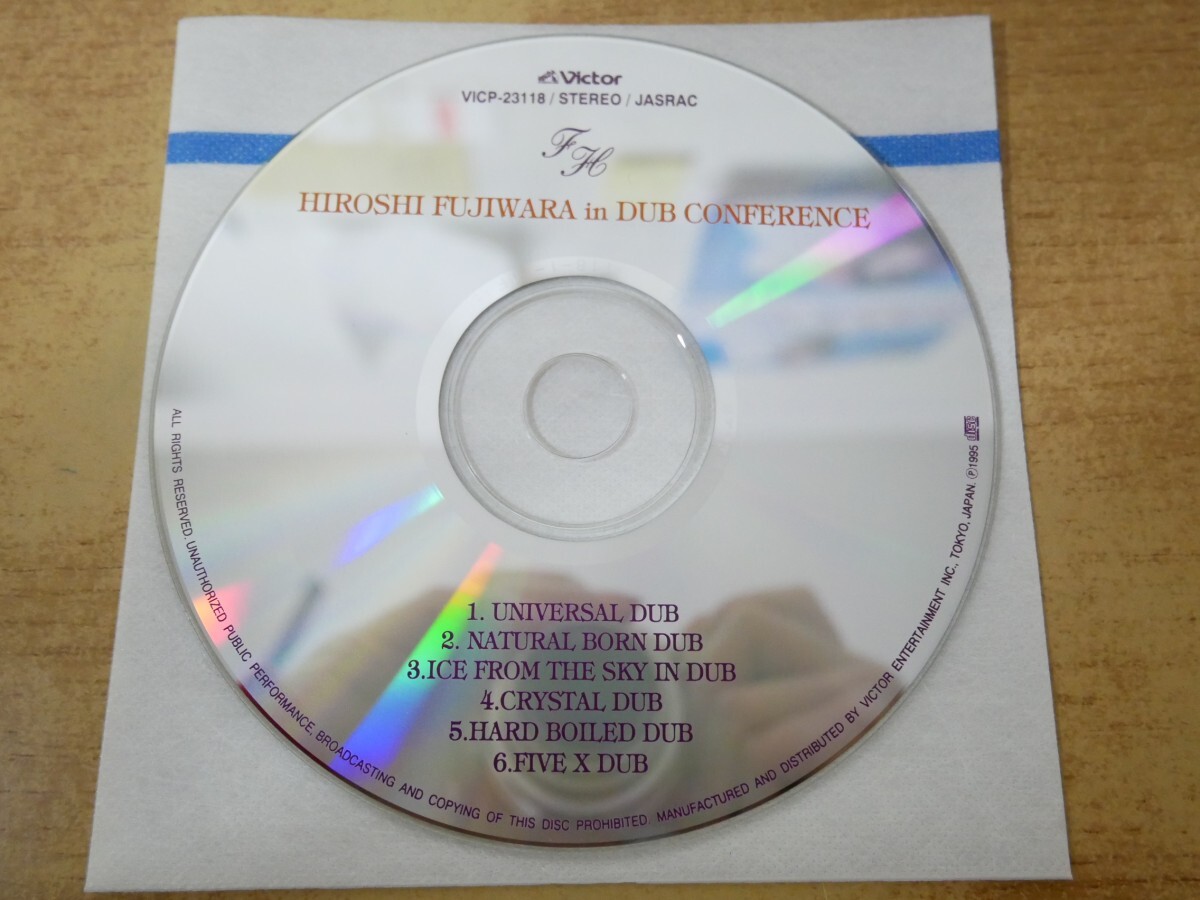 Victor
VICP-23118 / STEREO / JASRAC
FH
HIROSHI FUJIWARA in DUB CONFERENCE
1. UNIVERSAL DUB
2. NATURAL BORN DUB
3.ICE FROM THE SKY IN DUB
4.CRYSTAL DUB
5.HARD BOILED DUB
6.FIVE X DUB
ALL RIGHTS RESERVED. UNAUTHORIZED PUBLIC PERFORMANCE, BROADCASTING AND COPYING OF THIS DISC PROHIBITED. MANUFACTURED AND DISTRIBUTED BY VICTOR ENTERTAINMENT INC., TOKYO, JAPAN. Ⓟ1995